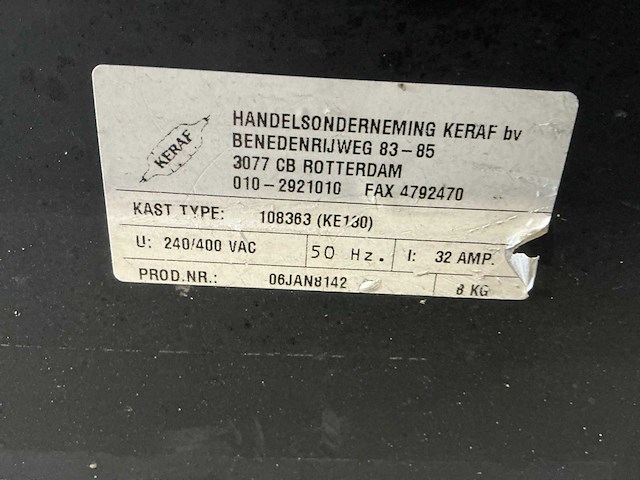 KERAF
HANDELSONDERNEMING KERAF bv
BENEDENRIJWEG 83-85
3077 CB ROTTERDAM
010-2921010 FAX 4792470
KAST TYPE: 108363 (KE130)
U: 240/400 VAC 50 Hz. I: 32 AMP.
PROD.NR.: 06JAN8142 8 KG